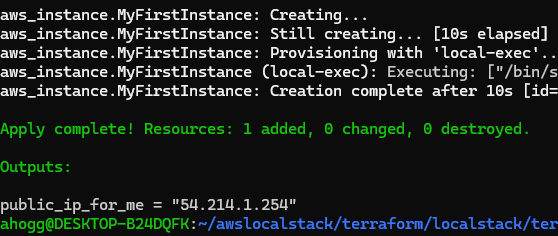 aws_instance.MyFirstInstance: Creating...
aws_instance.MyFirstInstance: Still creating... [10s elapsed]
aws_instance.MyFirstInstance: Provisioning with 'local-exec'..
aws_instance.MyFirstInstance (local-exec): Executing: ["/bin/s
aws_instance.MyFirstInstance: Creation complete after 10s [id=
Apply complete! Resources: 1 added, 0 changed, 0 destroyed.
Outputs:
public_ip_for_me = "54.214.1.254"
ahogg@DESKTOP-B24DQFK:~/awslocalstack/terraform/localstack/ter